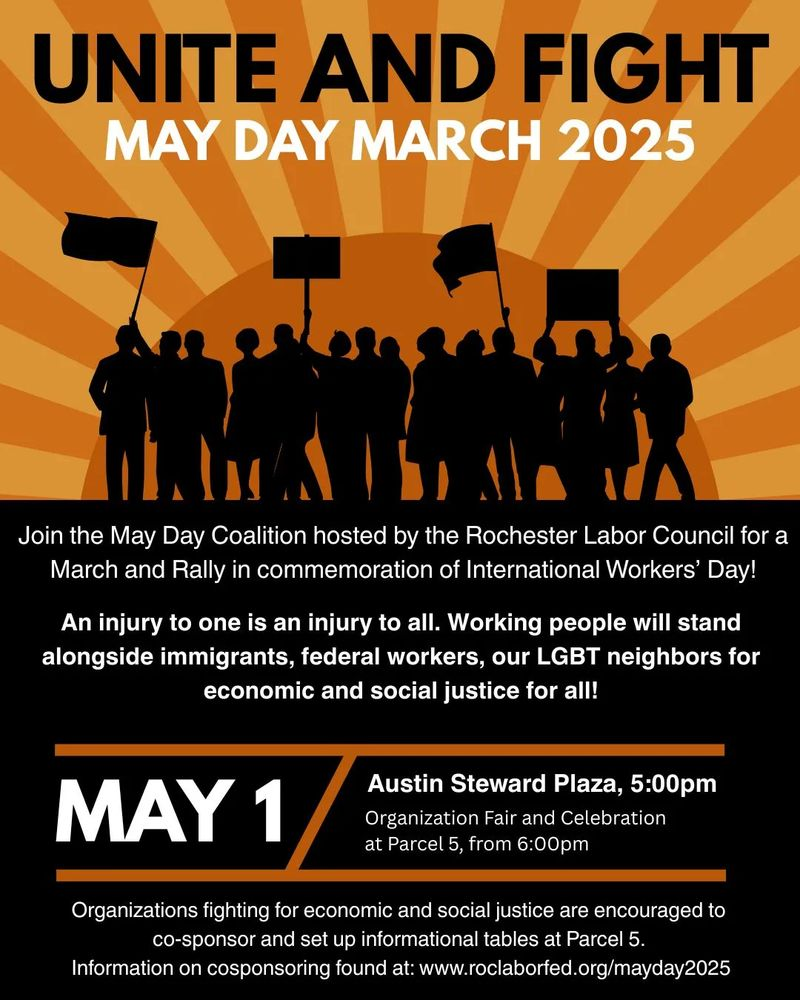 UNITE AND FIGHT
MAY DAY MARCH 2025
Join the May Day Coalition hosted by the Rochester Labor Council for a
March and Rally in commemoration of International Workers’ Day!
An injury to one is an injury to all. Working people will stand
alongside immigrants, federal workers, our LGBT neighbors for
economic and social justice for all!
MAY 1
Austin Steward Plaza, 5:00pm
Organization Fair and Celebration
at Parcel 5, from 6:00pm
Organizations fighting for economic and social justice are encouraged to
co-sponsor and set up informational tables at Parcel 5.
Information on cosponsoring found at: www.roclaborfed.org/mayday2025